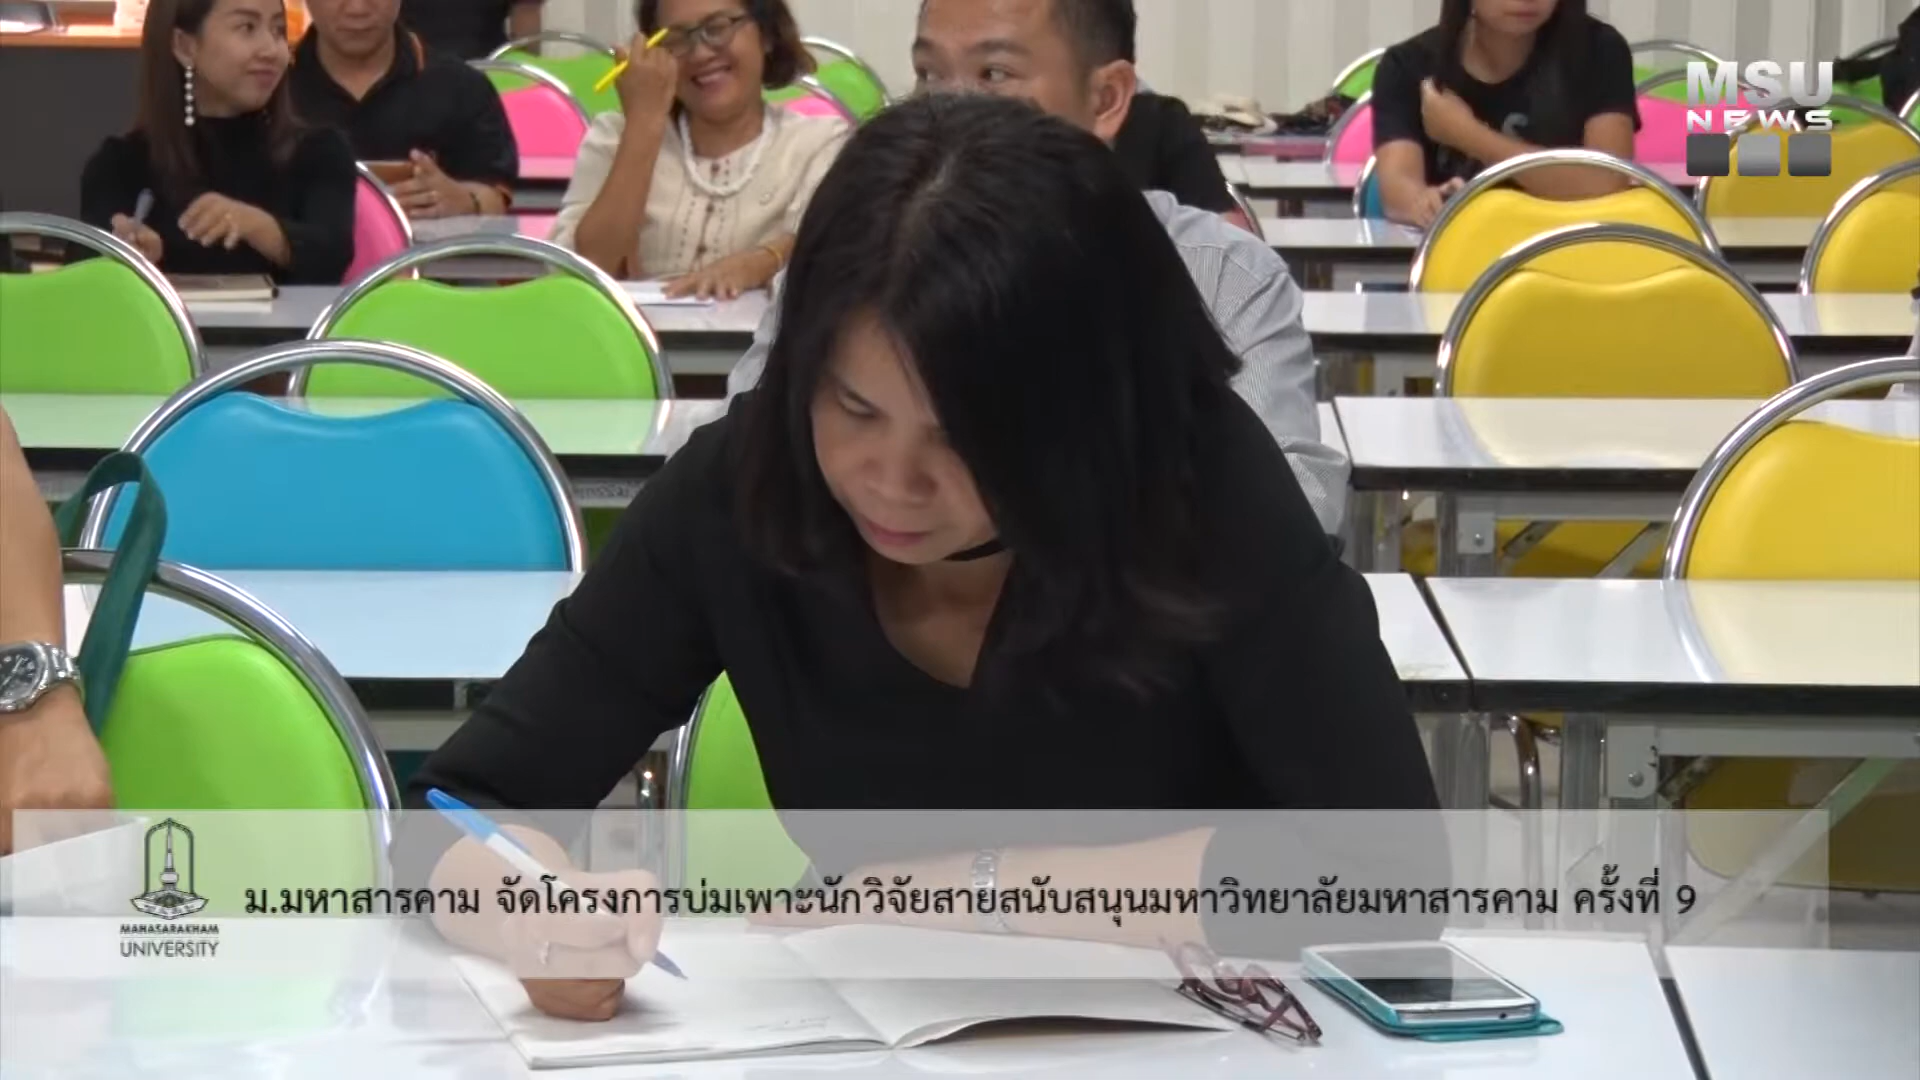 MSU
NEWS
ม.มหาสารคาม จัดโครงการบ่มเพาะนักวิจัยสายสนับสนุนมหาวิทยาลัยมหาสารคาม ครั้งที่ 9
MAHASARAKHAM
UNIVERSITY